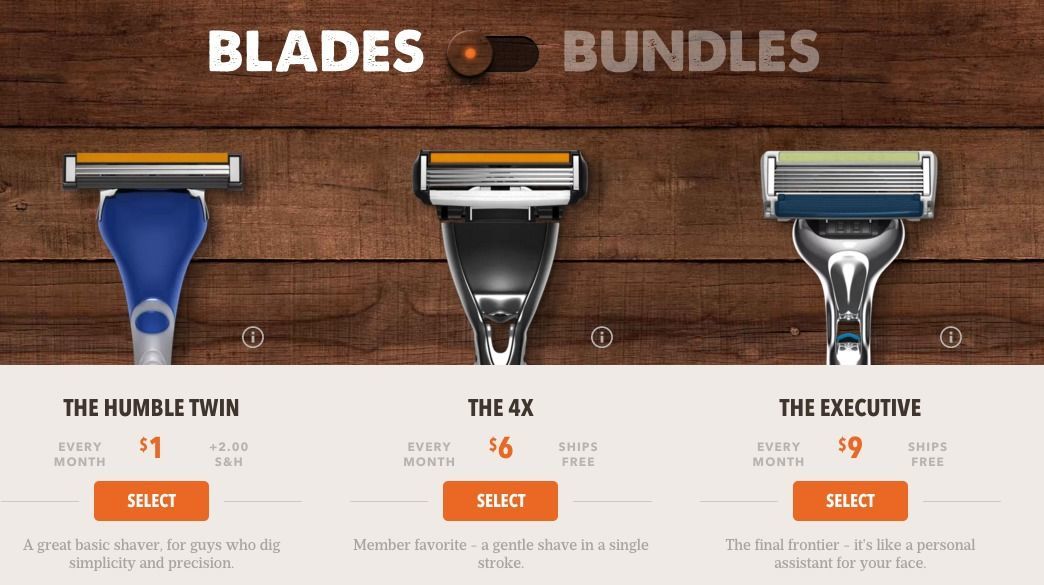 BLADES BUNDLES
THE HUMBLE TWIN
EVERY MONTH $1 +2.00 S&H
SELECT
A great basic shaver, for guys who dig
simplicity and precision.
THE 4X
EVERY MONTH $6 SHIPS FREE
SELECT
Member favorite - a gentle shave in a single
stroke.
THE EXECUTIVE
EVERY MONTH $9 SHIPS FREE
SELECT
The final frontier - it's like a personal
assistant for your face.